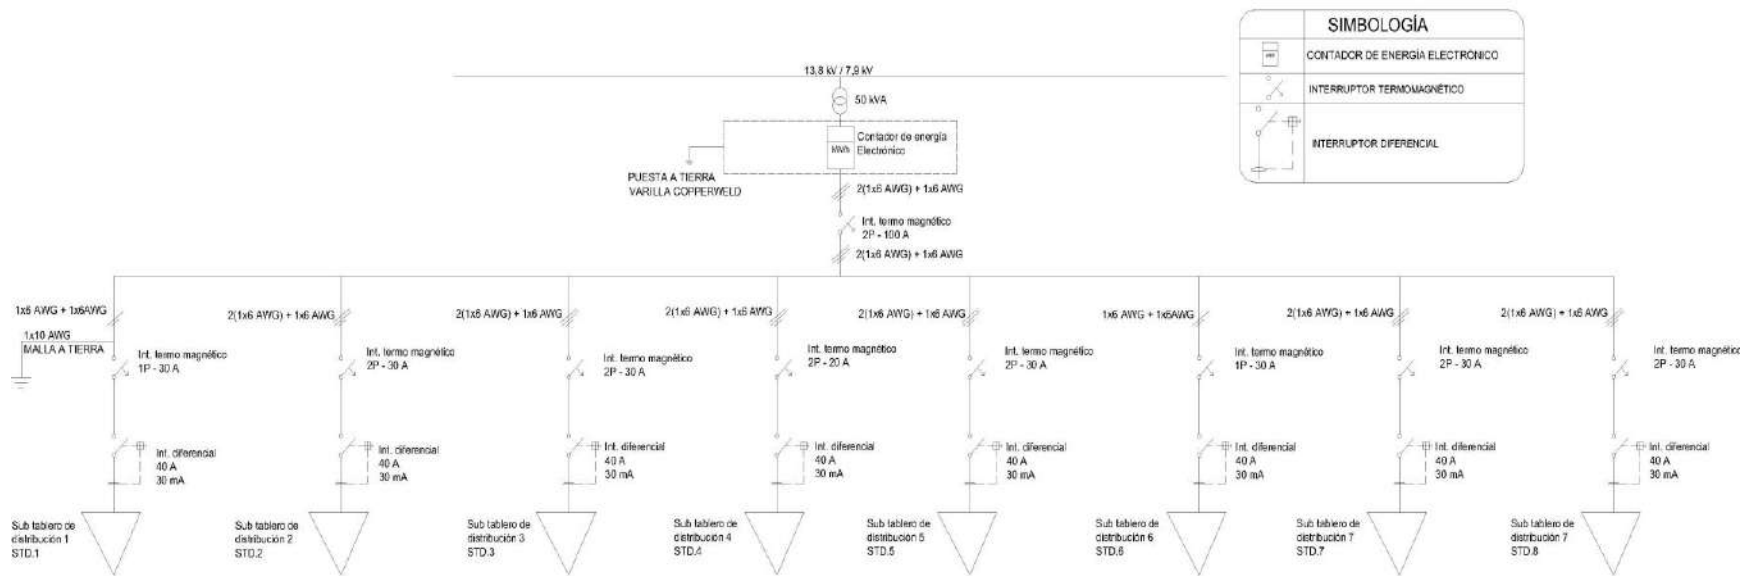 SIMBOLOGÍA
CONTADOR DE ENERGÍA ELECTRÓNICO
INTERRUPTOR TERMOMAGNÉTICO
INTERRUPTOR DIFERENCIAL
13,8 kV / 7,9 kV
50 kVA
Contador de energía
Electrónico
PUESTA A TIERRA
VARILLA COPPERWELD
2(1x6 AWG) + 1x6 AWG
Int. termo magnético
2P - 100 A
2(1x6 AWG) + 1x6 AWG
1x6 AWG + 1x6AWG
2(1x6 AWG) + 1x6 AWG
2(1x6 AWG) + 1x6 AWG
2(1x6 AWG) + 1x6 AWG
2(1x6 AWG) + 1x6 AWG
1x6 AWG + 1x6AWG
2(1x6 AWG) + 1x6 AWG
2(1x6 AWG) + 1x6 AWG
1x10 AWG
MALLA A TIERRA
Int. termo magnético
1P - 30 A
Int. termo magnético
2P - 30 A
Int. termo magnético
2P - 30 A
Int. termo magnético
2P - 20 A
Int. termo magnético
2P - 30 A
Int. termo magnético
1P - 30 A
Int. termo magnético
2P - 30 A
Int. termo magnético
2P - 30 A
Int. diferencial
40 A
30 mA
Int. diferencial
40 A
30 mA
Int. diferencial
40 A
30 mA
Int. diferencial
40 A
30 mA
Int. diferencial
40 A
30 mA
Int. diferencial
40 A
30 mA
Int. diferencial
40 A
30 mA
Int. diferencial
40 A
30 mA
Sub tablero de
distribución 1
STD.1
Sub tablero de
distribución 2
STD.2
Sub tablero de
distribución 3
STD.3
Sub tablero de
distribución 4
STD.4
Sub tablero de
distribución 5
STD.5
Sub tablero de
distribución 6
STD.6
Sub tablero de
distribución 7
STD.7
Sub tablero de
distribución 7
STD.8